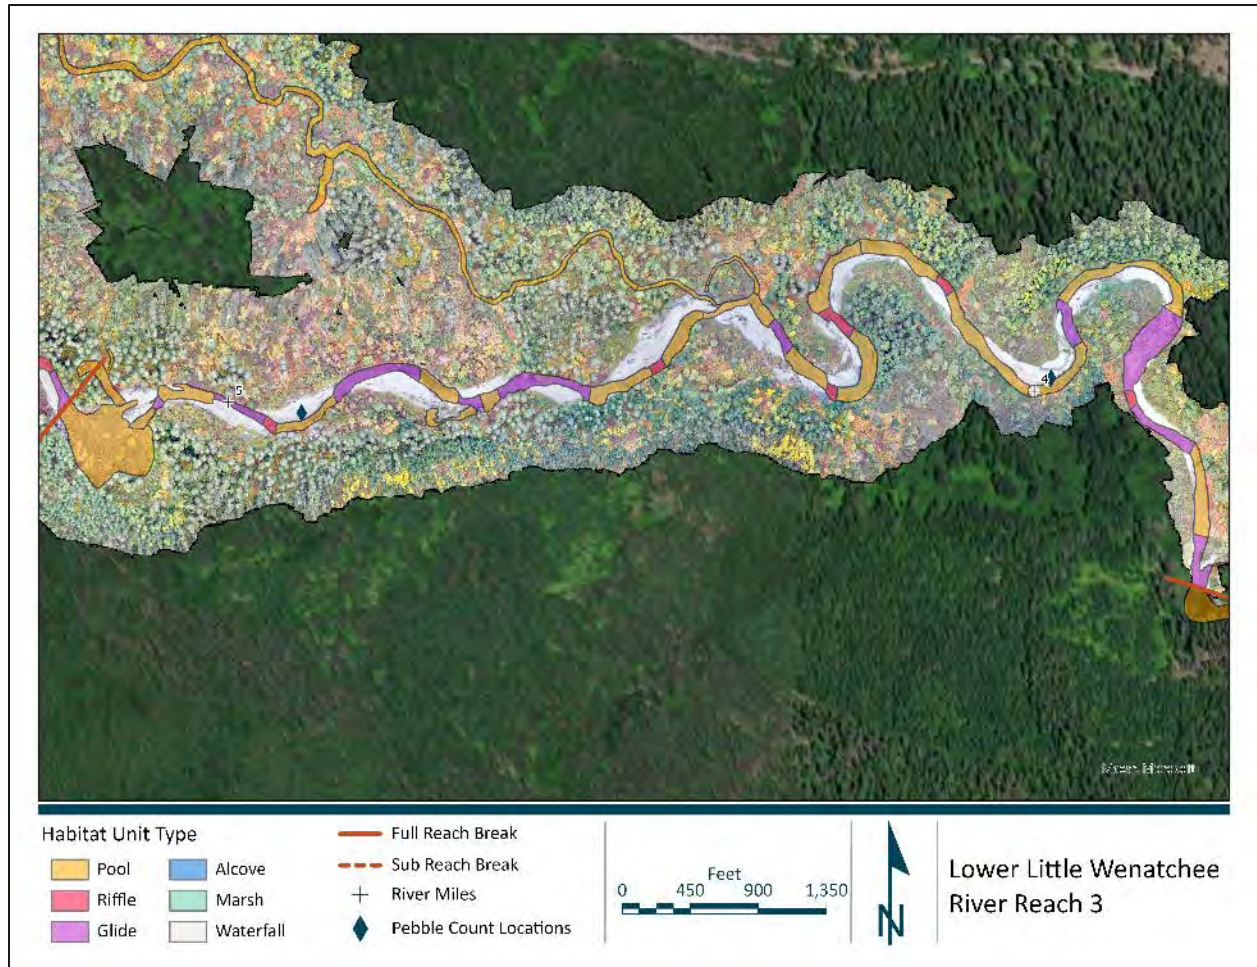 5
4
Habitat Unit Type
Pool
Riffle
Glide
Alcove
Marsh
Waterfall
Full Reach Break
Sub Reach Break
River Miles
Pebble Count Locations
Feet
0 450 900 1,350
N
Lower Little Wenatchee
River Reach 3